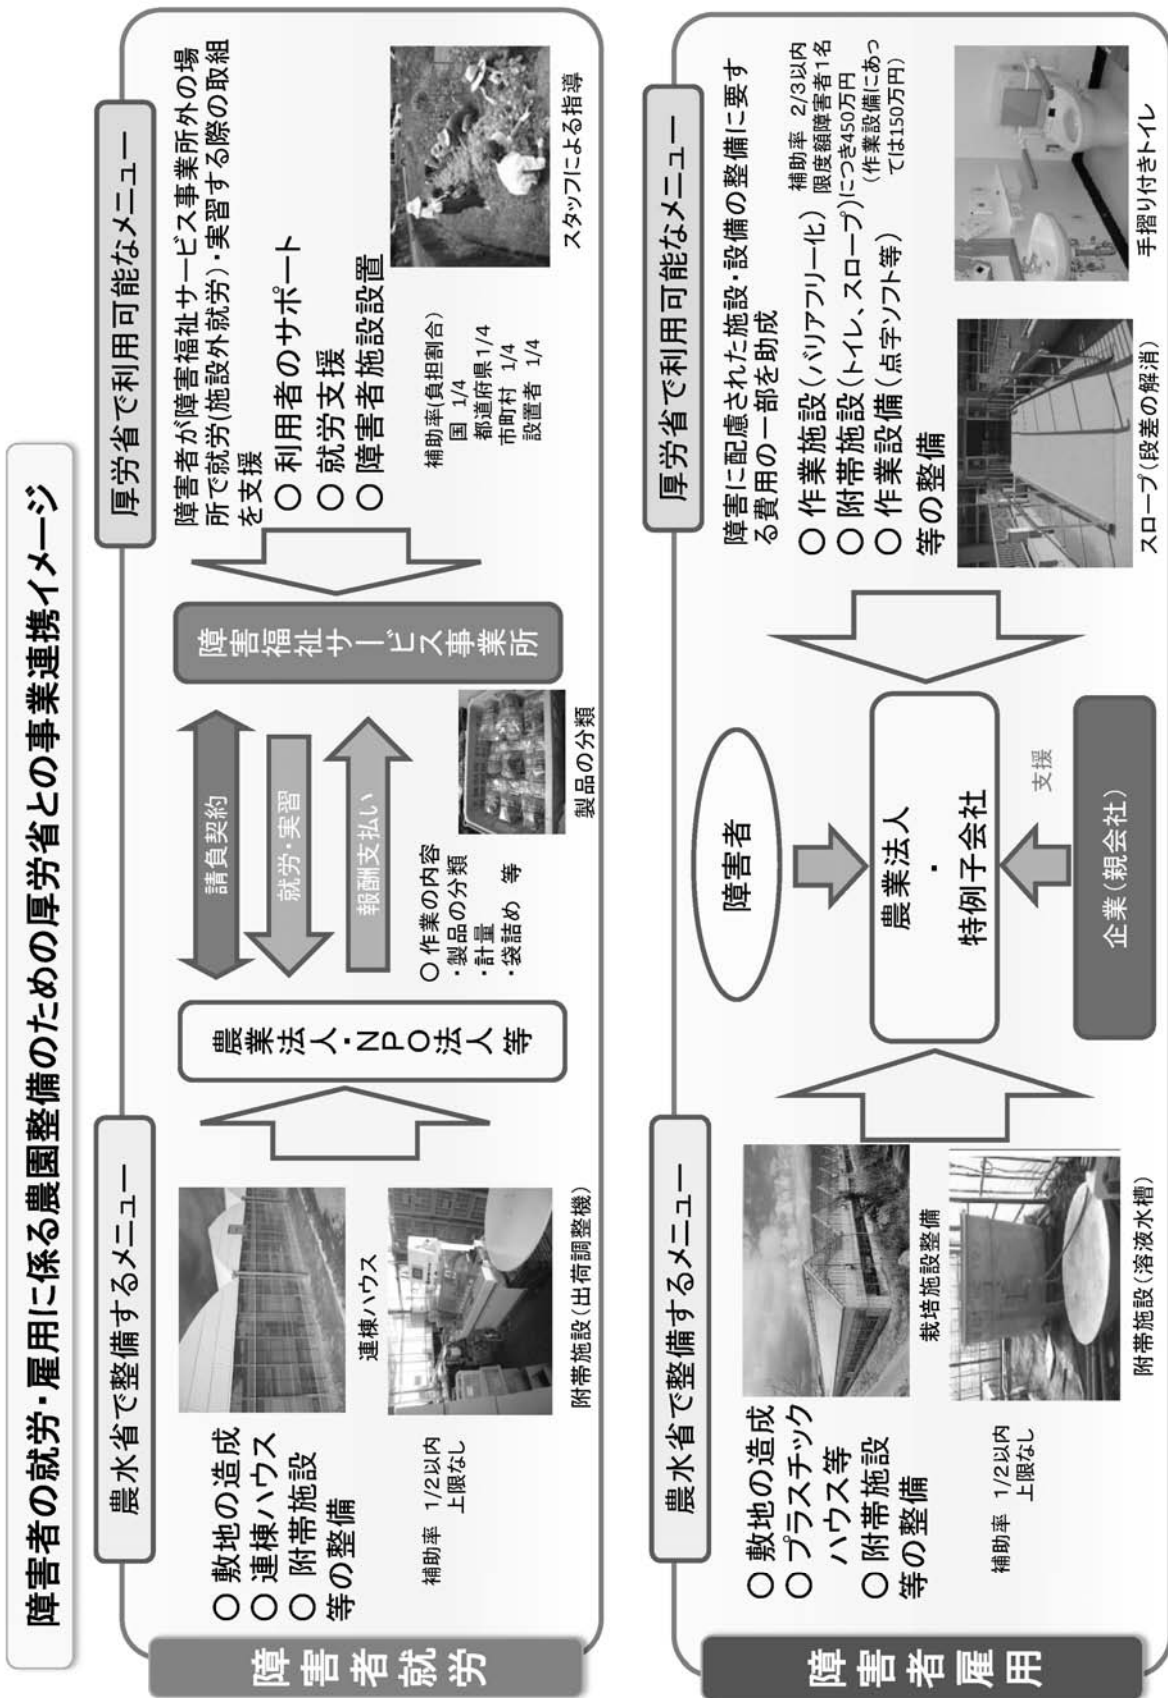 障害者の就労・雇用に係る農園整備のための厚労省との事業連携イメージ
障害者就労
農水省で整備するメニュー
○ 敷地の造成
○ 連棟ハウス
○ 附帯施設
等の整備
補助率 1/2以内
上限なし
連棟ハウス
附帯施設(出荷調整機)
農業法人・NPO法人等
請負契約
就労・実習
報酬支払い
○作業の内容
・製品の分類
・計量
・袋詰め 等
製品の分類
障害福祉サービス事業所
厚労省で利用可能なメニュー
障害者が障害福祉サービス事業所外の場
所で就労(施設外就労)・実習する際の取組
を支援
○ 利用者のサポート
○ 就労支援
○ 障害者施設設置
補助率(負担割合)
国 1/4
都道府県1/4
市町村 1/4
設置者 1/4
スタッフによる指導
障害者雇用
農水省で整備するメニュー
○ 敷地の造成
○ プラスチック
ハウス等
○ 附帯施設
等の整備
補助率 1/2以内
上限なし
栽培施設整備
附帯施設(溶液水槽)
障害者
農業法人
・
特例子会社
支援
企業(親会社)
厚労省で利用可能なメニュー
障害に配慮された施設・設備の整備に要す
る費用の一部を助成
○ 作業施設(バリアフリー化)
○ 附帯施設(トイレ、スロープ)
○ 作業設備(点字ソフト等)
等の整備
補助率 2/3以内
限度額障害者1名
につき450万円
(作業設備にあっ
ては150万円)
スロープ(段差の解消)
手摺り付きトイレ